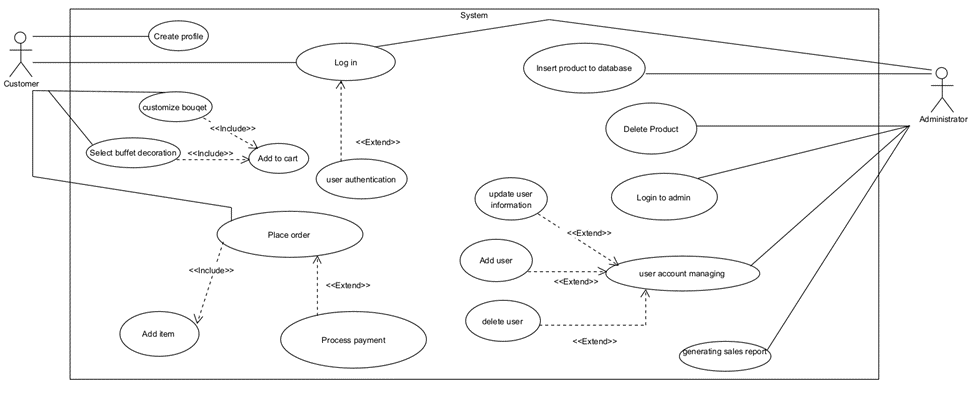 System
Create profile
Log in
Insert product to database
Customer
Administrator
customize bouqet
<<Include>>
Delete Product
<<Extend>>
Select buffet decoration
<<Include>>
Add to cart
user authentication
update user
information
Login to admin
Place order
<<Extend>>
Add user
<<Include>>
user account managing
<<Extend>>
<<Extend>>
delete user
Add item
Process payment
<<Extend>>
generating sales report